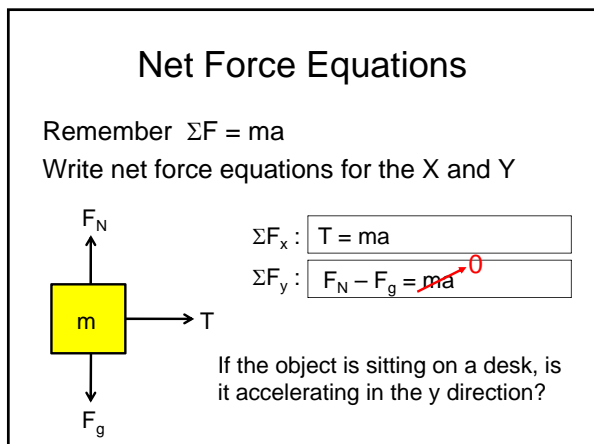 Net Force Equations
Remember ΣF = ma
Write net force equations for the X and Y
F_N
ΣF_x : T = ma
ΣF_y : F_N – F_g = ma 0
m
T
If the object is sitting on a desk, is
it accelerating in the y direction?
F_g